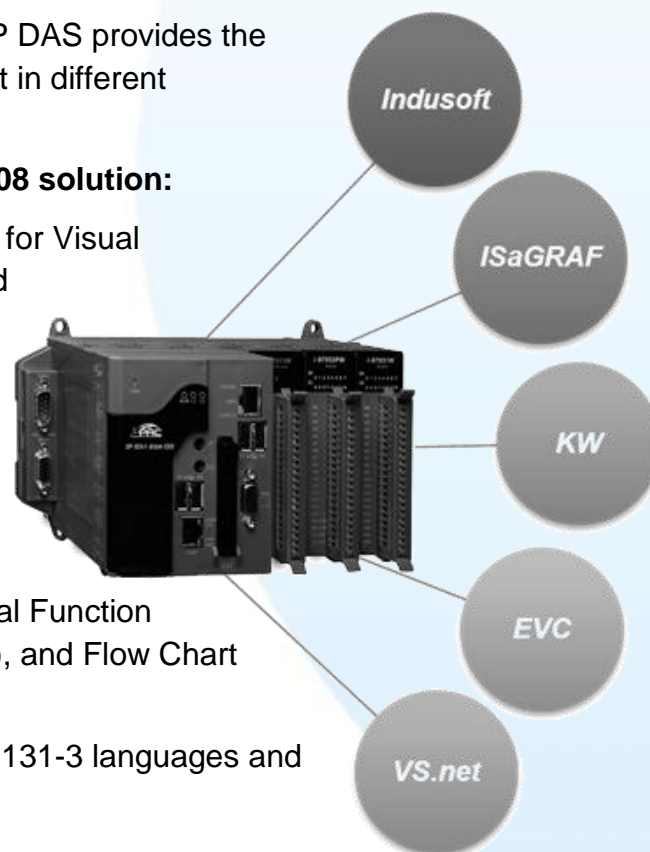 P DAS provides the
t in different
08 solution:
for Visual
d
al Function
), and Flow Chart
131-3 languages and
Indusoft
ISaGRAF
KW
EVC
VS.net